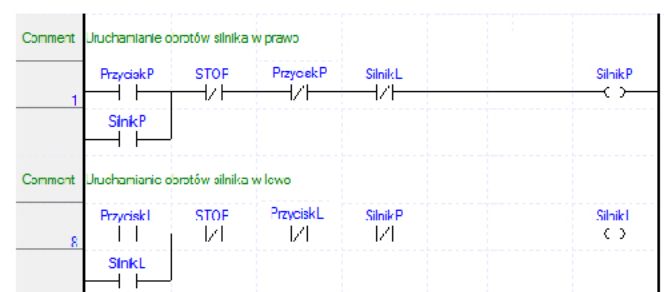 Comment Uruchamianie obrotów silnika w prawo
PrzyciskP STOP PrzyciskP SilnikL SilnikP
1
SilnikP
Comment Uruchamianie obrotów silnika w lewo
PrzyciskL STOP PrzyciskL SilnikP SilnikL
8
SilnikL